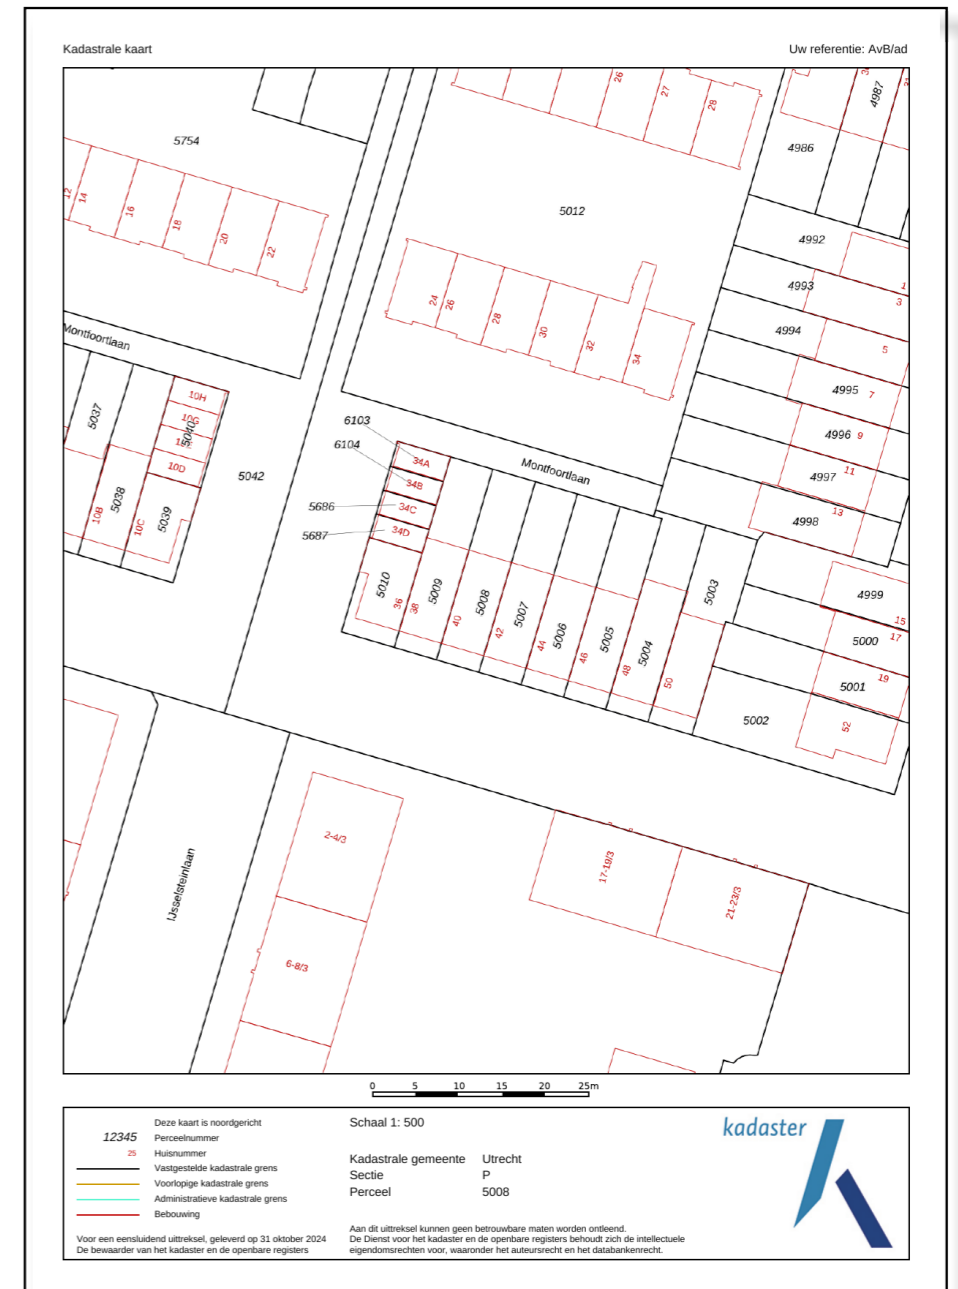 Kadastrale kaart
Uw referentie: AvB/ad
26
27
28
4987
4986
5754
5012
12
14
16
18
20
22
4992
4993
1
3
4994
5
24
26
28
30
32
34
4995
7
4996
9
4997
11
4998
13
Montfoortlaan
10H
10G
5040
10D
5037
5038
5039
10B
10C
5042
6103
6104
5686
5687
34A
34B
34C
34D
Montfoortlaan
5010
36
38
5009
40
5008
42
5007
44
5006
46
5005
48
5004
50
5003
4999
15
17
5000
5001
19
5002
52
2-4/3
6-8/3
17-19/3
21-23/3
IJsselsteinlaan
0 5 10 15 20 25m
Deze kaart is noordgericht
12345 Perceelnummer
25 Huisnummer
Vastgestelde kadastrale grens
Voorlopige kadastrale grens
Administratieve kadastrale grens
Bebouwing
Voor een eensluidend uittreksel, geleverd op 31 oktober 2024
De bewaarder van het kadaster en de openbare registers
Schaal 1: 500
Kadastrale gemeente Utrecht
Sectie P
Perceel 5008
Aan dit uittreksel kunnen geen betrouwbare maten worden ontleend.
De Dienst voor het kadaster en de openbare registers behoudt zich de intellectuele
eigendomsrechten voor, waaronder het auteursrecht en het databankenrecht.
kadaster